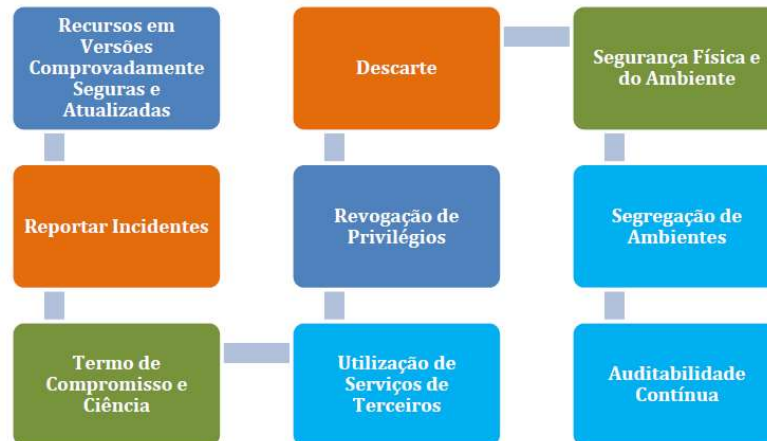 Recursos em
Versões
Comprovadamente
Seguras e
Atualizadas
Reportar Incidentes
Termo de
Compromisso e
Ciência
Utilização de
Serviços de
Terceiros
Revogação de
Privilégios
Descarte
Segurança Física e
do Ambiente
Segregação de
Ambientes
Auditabilidade
Contínua